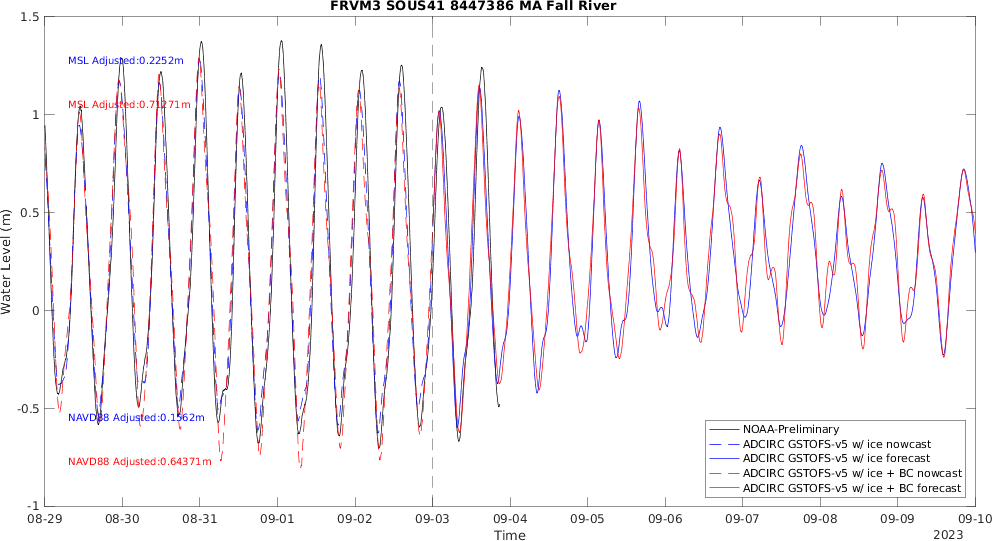 FRVM3 SOUS41 8447386 MA Fall River
1.5
MSL Adjusted:0.2252m
MSL Adjusted:0.71271m
1
0.5
Water Level (m)
0
-0.5
NAVD88 Adjusted:0.1562m
NAVD88 Adjusted:0.64371m
-1
NOAA-Preliminary
ADCIRC GSTOFS-v5 w/ ice nowcast
ADCIRC GSTOFS-v5 w/ ice forecast
ADCIRC GSTOFS-v5 w/ ice + BC nowcast
ADCIRC GSTOFS-v5 w/ ice + BC forecast
08-29 08-30 08-31 09-01 09-02 09-03 09-04 09-05 09-06 09-07 09-08 09-09 09-10
Time
2023